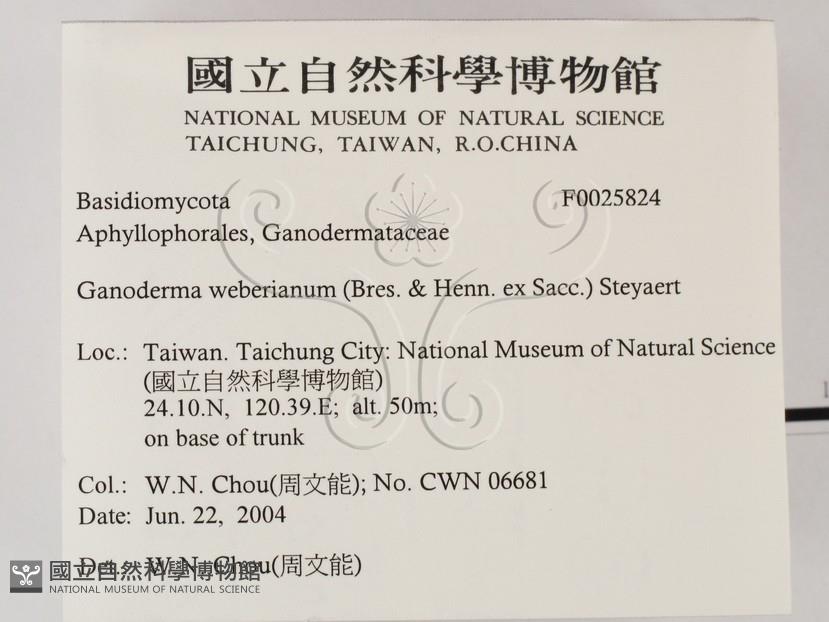 國立自然科學博物館
NATIONAL MUSEUM OF NATURAL SCIENCE
TAICHUNG, TAIWAN, R.O.CHINA
Basidiomycota F0025824
Aphyllophorales, Ganodermataceae
Ganoderma weberianum (Bres. & Henn. ex Sacc.) Steyaert
Loc.: Taiwan. Taichung City: National Museum of Natural Science
(國立自然科學博物館)
24.10.N, 120.39.E; alt. 50m;
on base of trunk
Col.: W.N. Chou(周文能); No. CWN 06681
Date: Jun. 22, 2004
Det.: W.N. Chou(周文能)
國立自然科學博物館
NATIONAL MUSEUM OF NATURAL SCIENCE